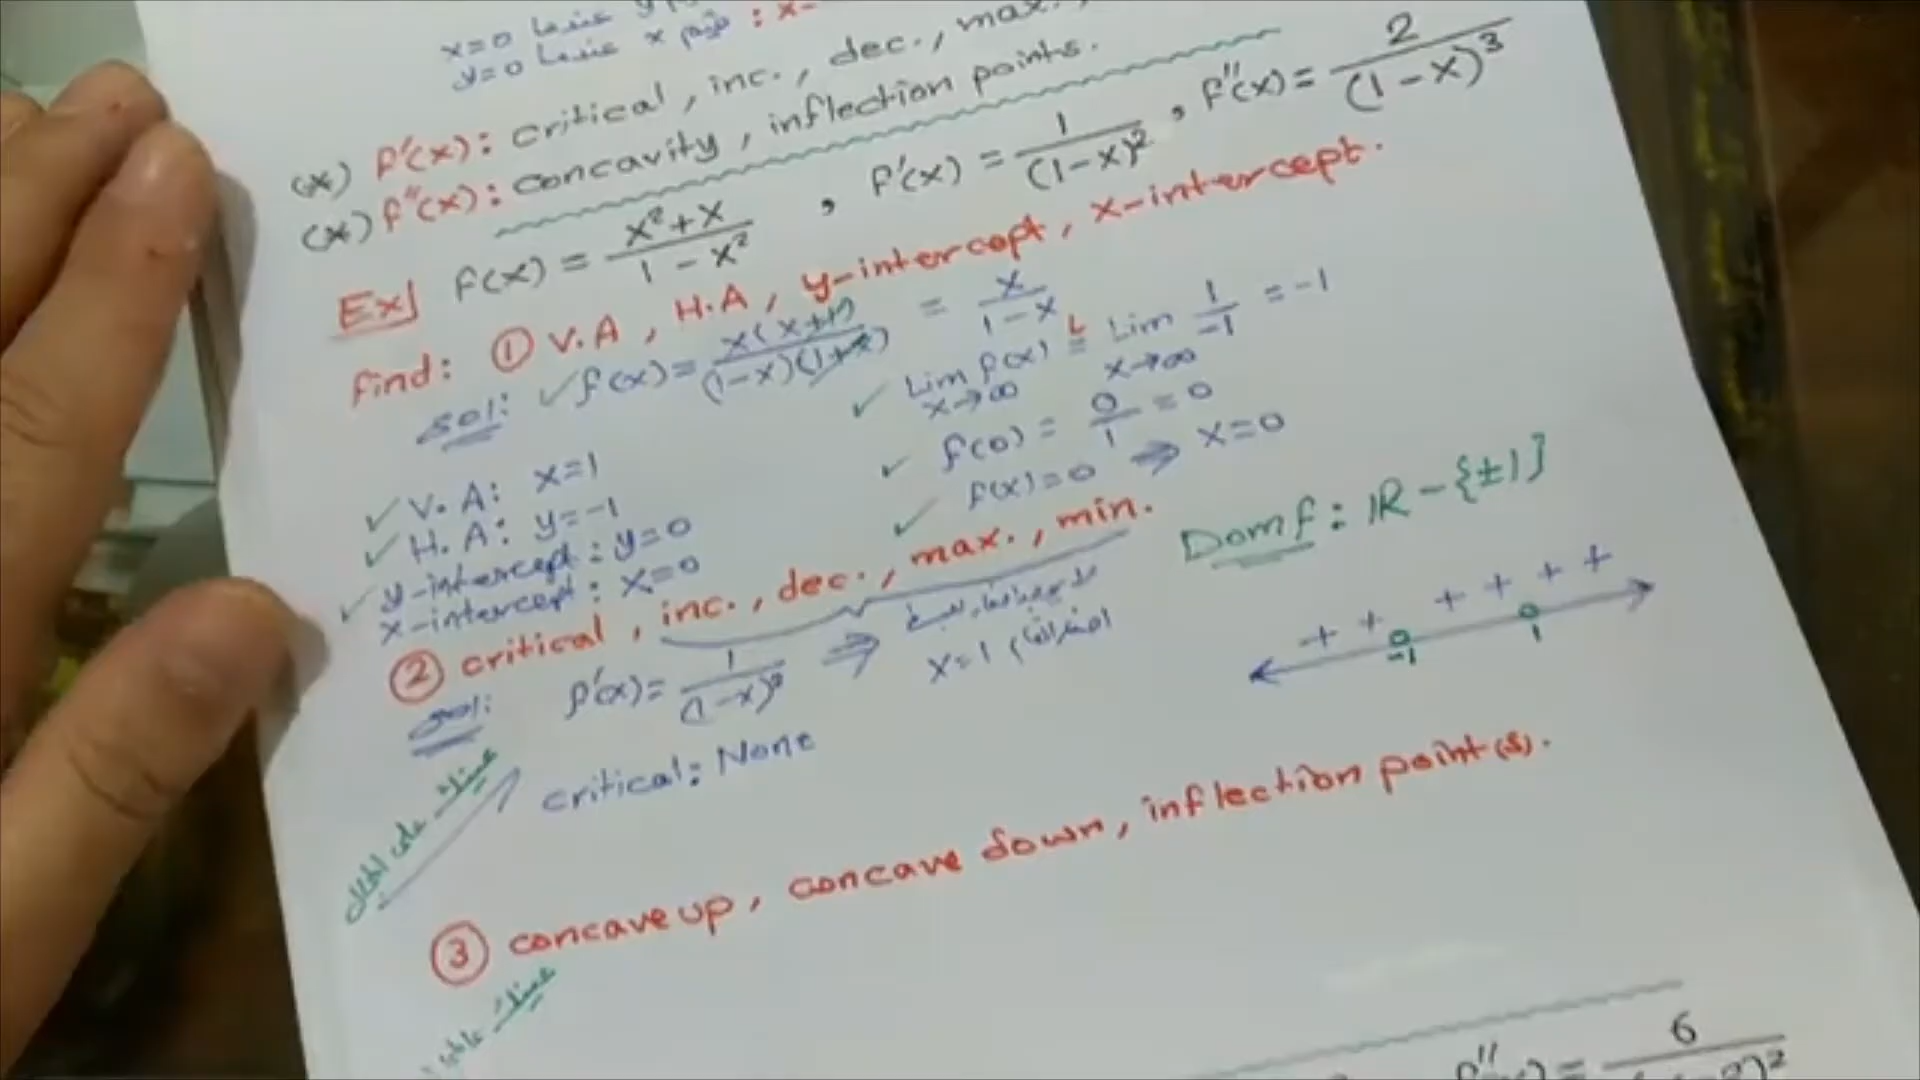 x=0 عندما y
y=0 عندما x نقيم : x-
(*) f'(x): critical, inc., dec., max.,
(*) f''(x): concavity, inflection points.
Ex] f(x) = (x²+x)/(1-x²) , f'(x) = 1/(1-x)² , f''(x) = 2/(1-x)³
find: ① V.A, H.A, y-intercept, x-intercept.
sol: ✓ f(x) = x(x+1)/((1-x)(1+x)) = x/(1-x)
✓ Lim x→∞ f(x) L= Lim x→∞ 1/-1 = -1
✓ f(0) = 0/1 = 0
✓ f(x)=0 ⇒ x=0
✓ V.A: x=1
✓ H.A: y=-1
✓ y-intercept: y=0
x-intercept: x=0
② critical, inc., dec., max., min.
Dom f: ℝ-{±1}
sol: f'(x) = 1/(1-x)² ⇒
x=1
+ + + + + +
-1 1
critical: None
③ concave up, concave down, inflection point(s).
f'' = 6